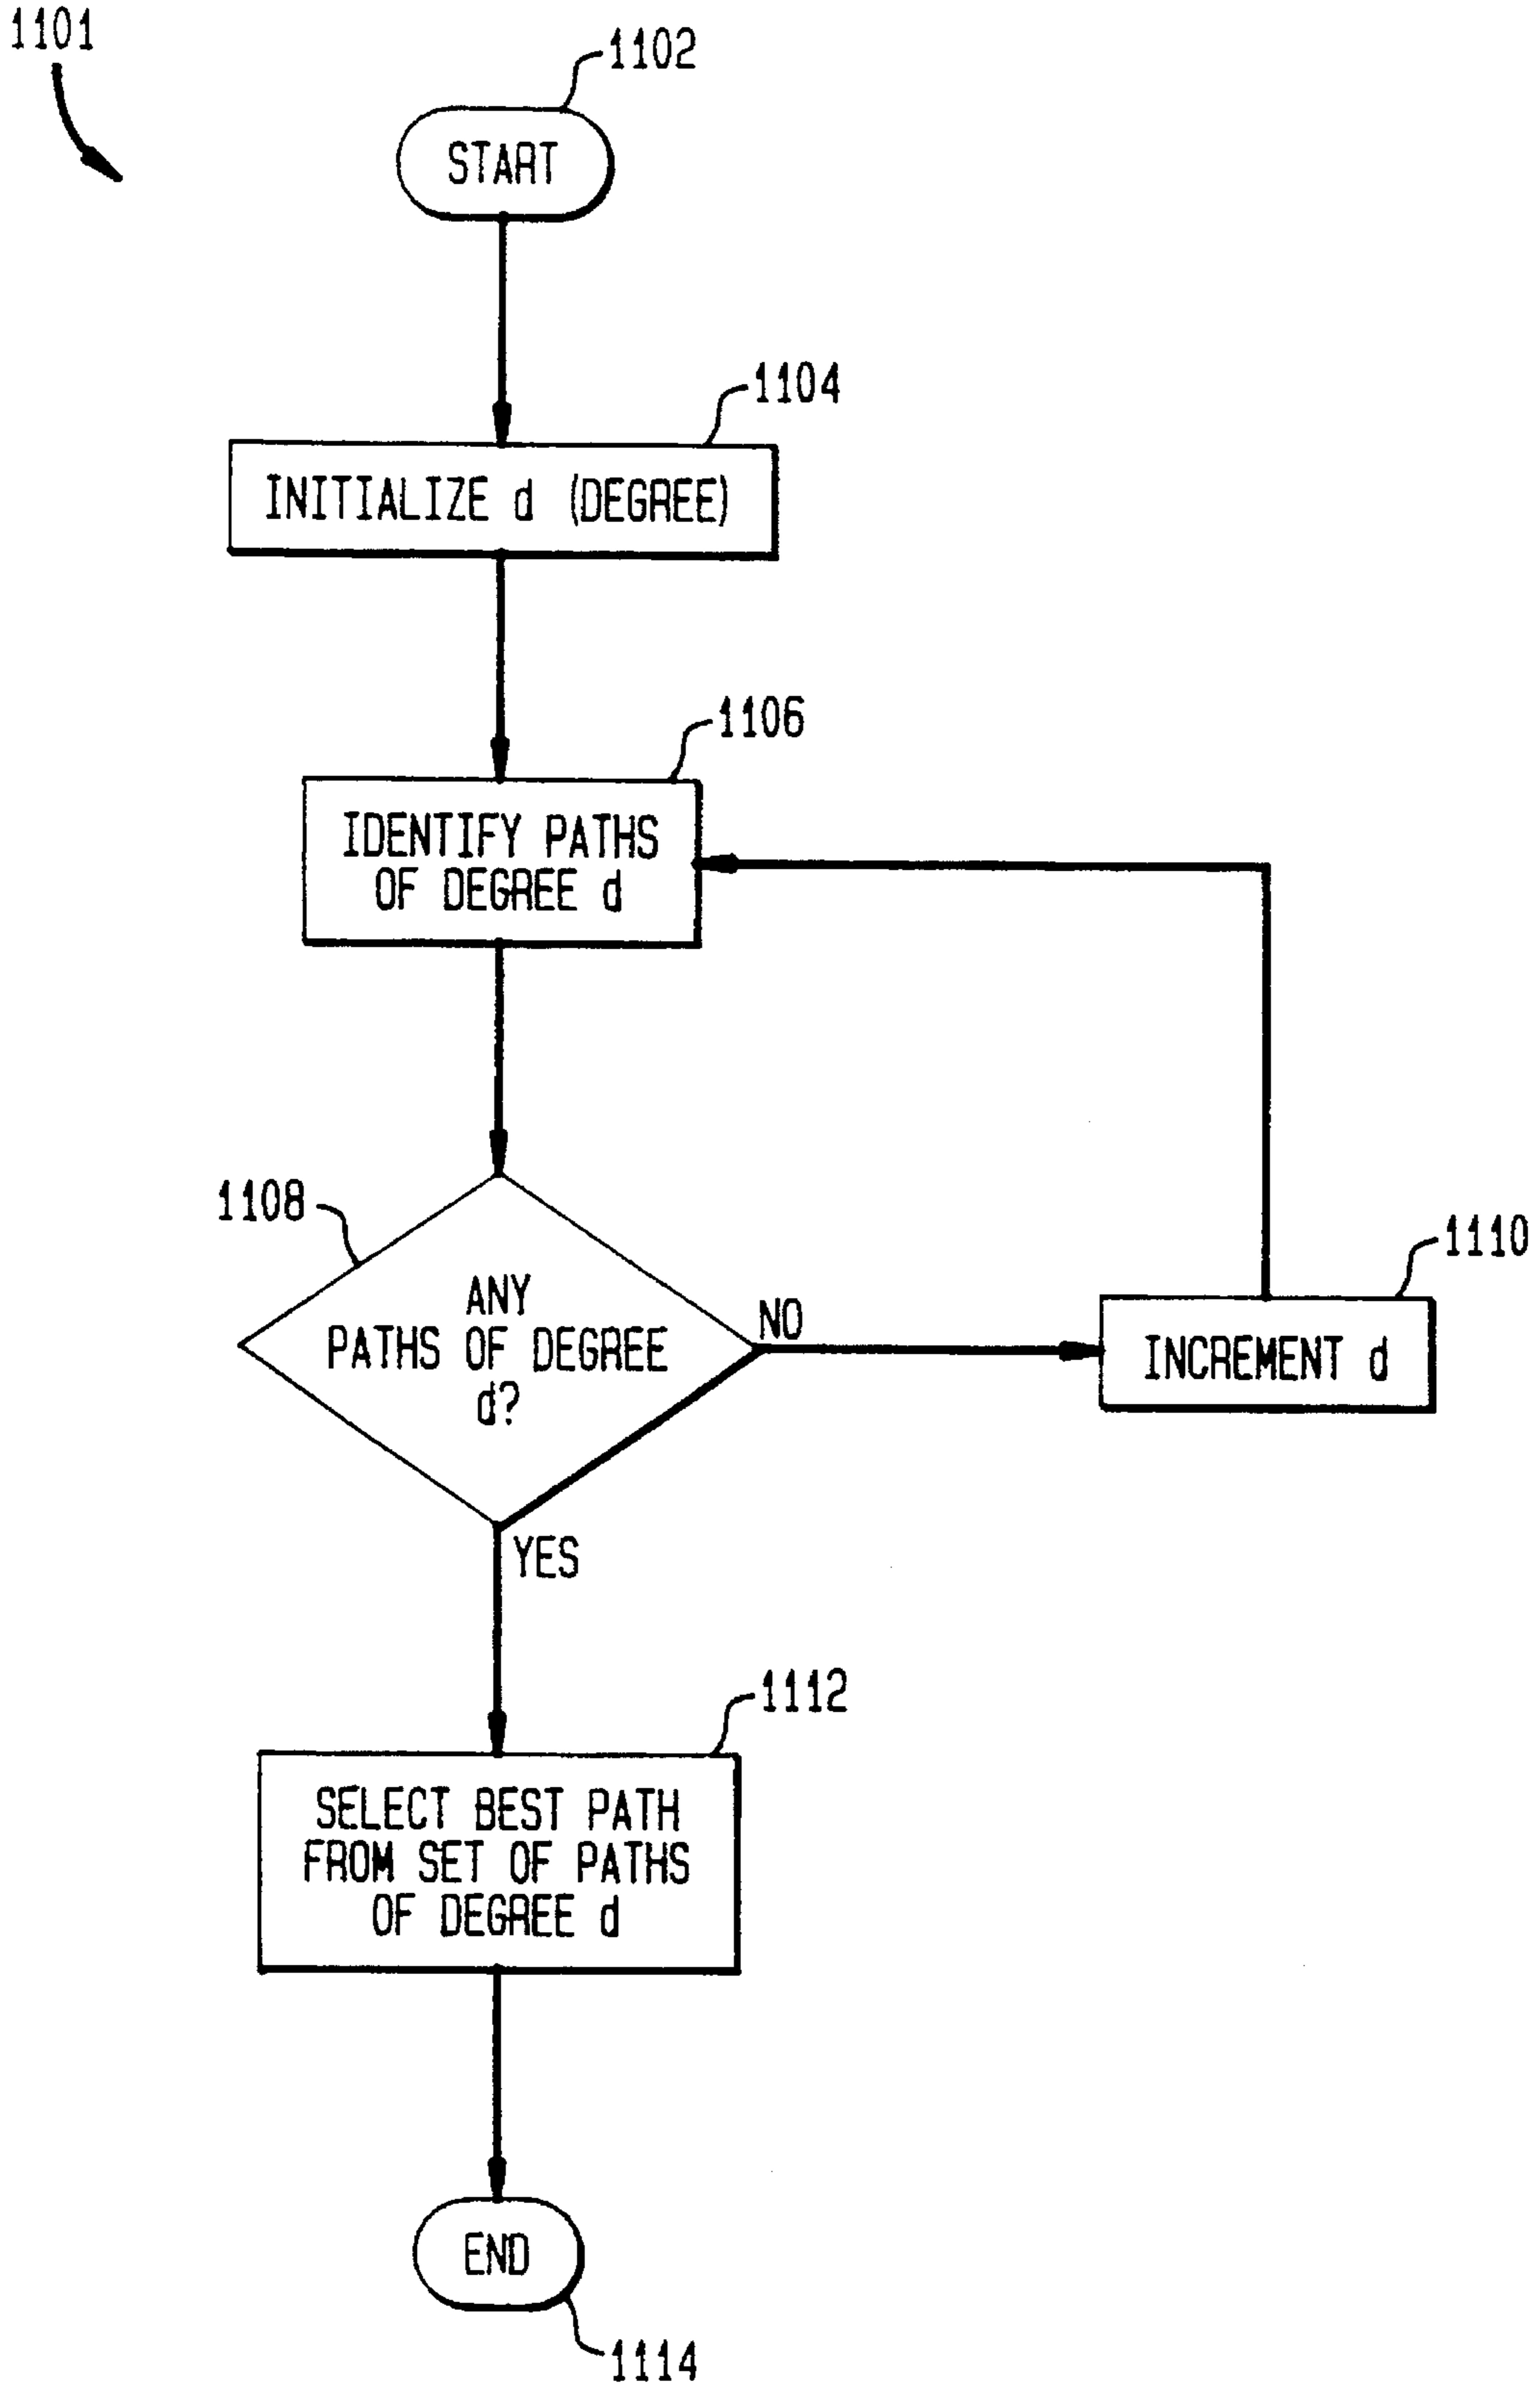 1101
1102
START
1104
INITIALIZE d (DEGREE)
1106
IDENTIFY PATHS
OF DEGREE d
1108
ANY
PATHS OF DEGREE
d?
NO
1110
INCREMENT d
YES
1112
SELECT BEST PATH
FROM SET OF PATHS
OF DEGREE d
END
1114